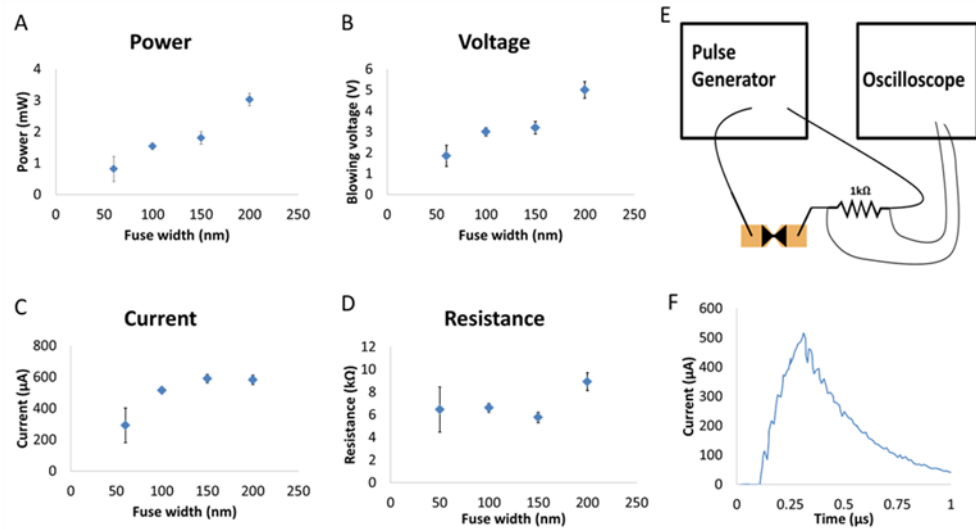 A
Power
Power (mW)
4
3
2
1
0
0 50 100 150 200 250
Fuse width (nm)
B
Voltage
Blowing voltage (V)
6
5
4
3
2
1
0
0 50 100 150 200 250
Fuse width (nm)
E
Pulse
Generator
Oscilloscope
1kΩ
C
Current
Current (µA)
800
600
400
200
0
0 50 100 150 200 250
Fuse width (nm)
D
Resistance
Resistance (kΩ)
12
10
8
6
4
2
0
0 50 100 150 200 250
Fuse width (nm)
F
Current (µA)
600
500
400
300
200
100
0
0 0.25 0.5 0.75 1
Time (µs)